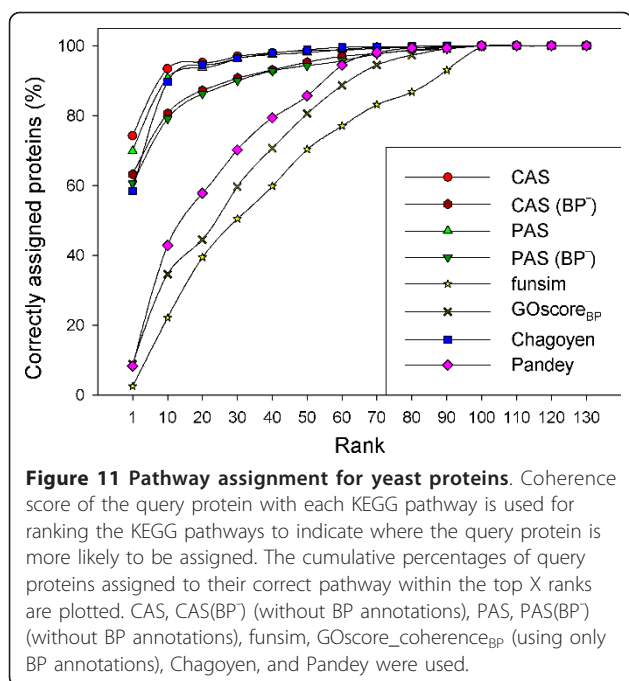 Correctly assigned proteins (%)
100
80
60
40
20
0
CAS
CAS (BP⁻)
PAS
PAS (BP⁻)
funsim
GOscore_BP
Chagoyen
Pandey
1 10 20 30 40 50 60 70 80 90 100 110 120 130
Rank
Figure 11 Pathway assignment for yeast proteins. Coherence
score of the query protein with each KEGG pathway is used for
ranking the KEGG pathways to indicate where the query protein is
more likely to be assigned. The cumulative percentages of query
proteins assigned to their correct pathway within the top X ranks
are plotted. CAS, CAS(BP⁻) (without BP annotations), PAS, PAS(BP⁻)
(without BP annotations), funsim, GOscore_coherence_BP (using only
BP annotations), Chagoyen, and Pandey were used.